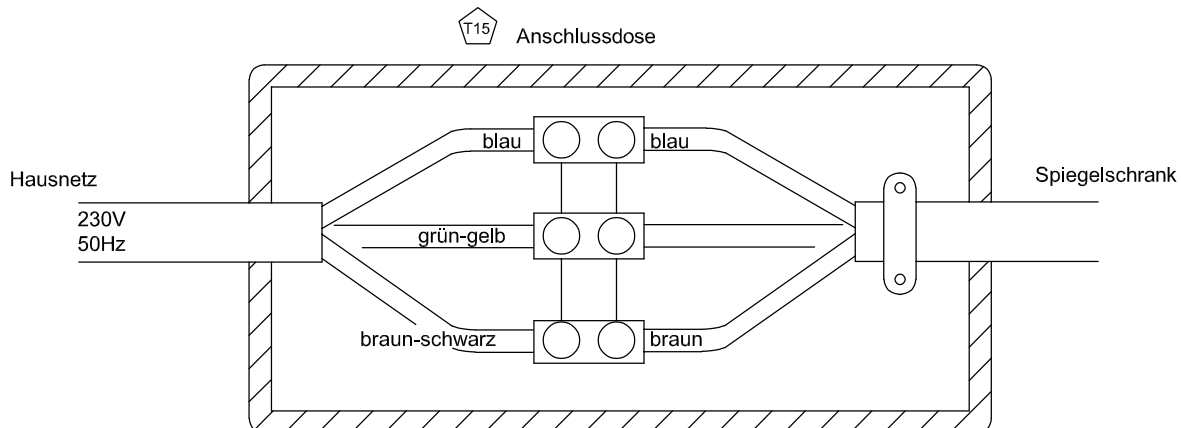 T15
Anschlussdose
blau
blau
Hausnetz
Spiegelschrank
230V
50Hz
grün-gelb
braun-schwarz
braun